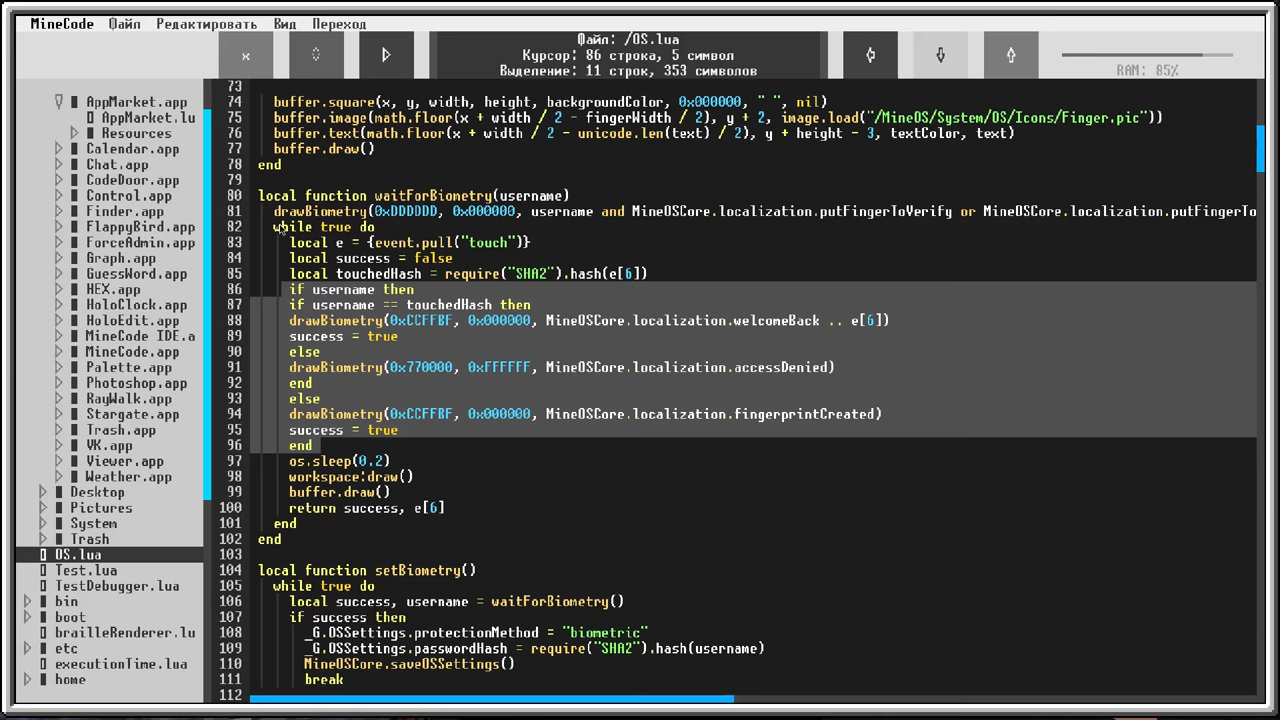 MineCode Файл Редактировать Вид Переход
Файл: /OS.lua
Курсор: 86 строка, 5 символ
Выделение: 11 строк, 353 символов
RAM: 85%
AppMarket.app
AppMarket.lu
Resources
Calendar.app
Chat.app
CodeDoor.app
Control.app
Finder.app
FlappyBird.app
ForceAdmin.app
Graph.app
GuessWord.app
HEX.app
HoloClock.app
HoloEdit.app
MineCode IDE.a
MineCode.app
Palette.app
Photoshop.app
RayWalk.app
Stargate.app
Trash.app
VK.app
Viewer.app
Weather.app
Desktop
Pictures
System
Trash
OS.lua
Test.lua
TestDebugger.lua
bin
boot
brailleRenderer.lu
etc
executionTime.lua
home
73
74 buffer.square(x, y, width, height, backgroundColor, 0x000000, " ", nil)
75 buffer.image(math.floor(x + width / 2 - fingerWidth / 2), y + 2, image.load("/MineOS/System/OS/Icons/Finger.pic"))
76 buffer.text(math.floor(x + width / 2 - unicode.len(text) / 2), y + height - 3, textColor, text)
77 buffer.draw()
78 end
79
80 local function waitForBiometry(username)
81 drawBiometry(0xDDDDDD, 0x000000, username and MineOSCore.localization.putFingerToVerify or MineOSCore.localization.putFingerTo
82 while true do
83 local e = {event.pull("touch")}
84 local success = false
85 local touchedHash = require("SHA2").hash(e[6])
86 if username then
87 if username == touchedHash then
88 drawBiometry(0xCCFFBF, 0x000000, MineOSCore.localization.welcomeBack .. e[6])
89 success = true
90 else
91 drawBiometry(0x770000, 0xFFFFFF, MineOSCore.localization.accessDenied)
92 end
93 else
94 drawBiometry(0xCCFFBF, 0x000000, MineOSCore.localization.fingerprintCreated)
95 success = true
96 end
97 os.sleep(0.2)
98 workspace:draw()
99 buffer.draw()
100 return success, e[6]
101 end
102 end
103
104 local function setBiometry()
105 while true do
106 local success, username = waitForBiometry()
107 if success then
108 _G.OSSettings.protectionMethod = "biometric"
109 _G.OSSettings.passwordHash = require("SHA2").hash(username)
110 MineOSCore.saveOSSettings()
111 break
112